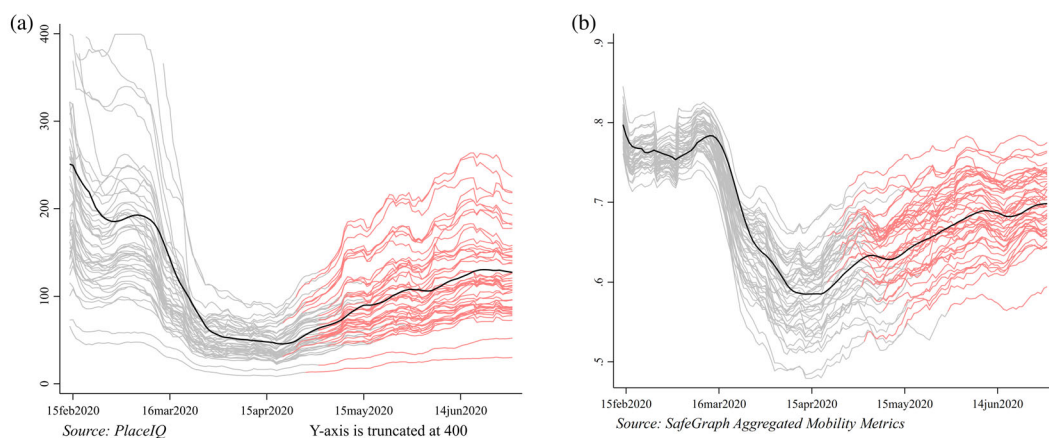 (a)
400
300
200
100
0
15feb2020 16mar2020 15apr2020 15may2020 14jun2020
Source: PlaceIQ Y-axis is truncated at 400
(b)
.9
.8
.7
.6
.5
15feb2020 16mar2020 15apr2020 15may2020 14jun2020
Source: SafeGraph Aggregated Mobility Metrics